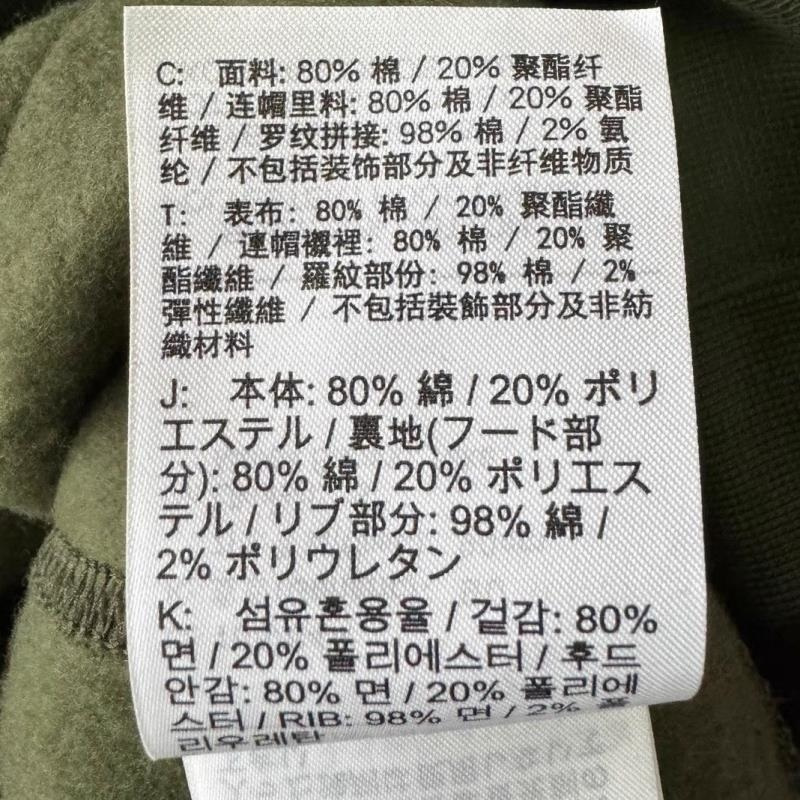 C: 面料: 80% 棉 / 20% 聚酯纤
维 / 连帽里料: 80% 棉 / 20% 聚酯
纤维 / 罗纹拼接: 98% 棉 / 2% 氨
纶 / 不包括装饰部分及非纤维物质
T: 表布: 80% 棉 / 20% 聚酯纖
維 / 連帽襯裡: 80% 棉 / 20% 聚
酯纖維 / 羅紋部份: 98% 棉 / 2%
彈性纖維 / 不包括裝飾部分及非紡
織材料
J: 本体: 80% 綿 / 20% ポリ
エステル / 裏地(フード部
分): 80% 綿 / 20% ポリエス
テル / リブ部分: 98% 綿 /
2% ポリウレタン
K: 섬유혼용율 / 겉감: 80%
면 / 20% 폴리에스터 / 후드
안감: 80% 면 / 20% 폴리에
스터 / RIB: 98% 면 / 2% 폴
리우레탄